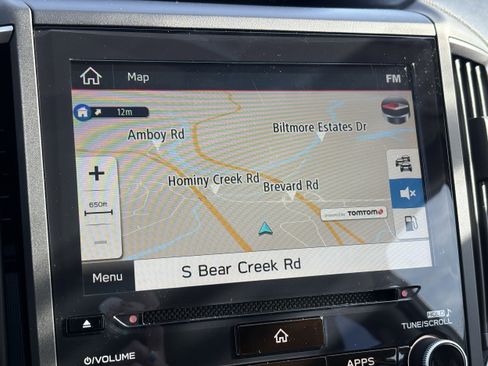 Map
FM
12m
Amboy Rd
Biltmore Estates Dr
Hominy Creek Rd
Brevard Rd
650ft
powered by TOMTOM
Menu
S Bear Creek Rd
HOLD
TUNE/SCROLL
VOLUME
APPS